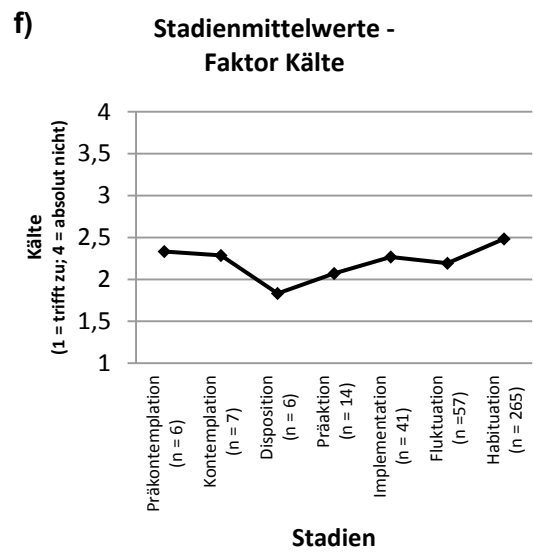 f)
Stadienmittelwerte -
Faktor Kälte
Kälte
(1 = trifft zu; 4 = absolut nicht)
4
3,5
3
2,5
2
1,5
1
Präkontemplation
(n = 6)
Kontemplation
(n = 7)
Disposition
(n = 6)
Präaktion
(n = 14)
Implementation
(n = 41)
Fluktuation
(n =57)
Habituation
(n = 265)
Stadien